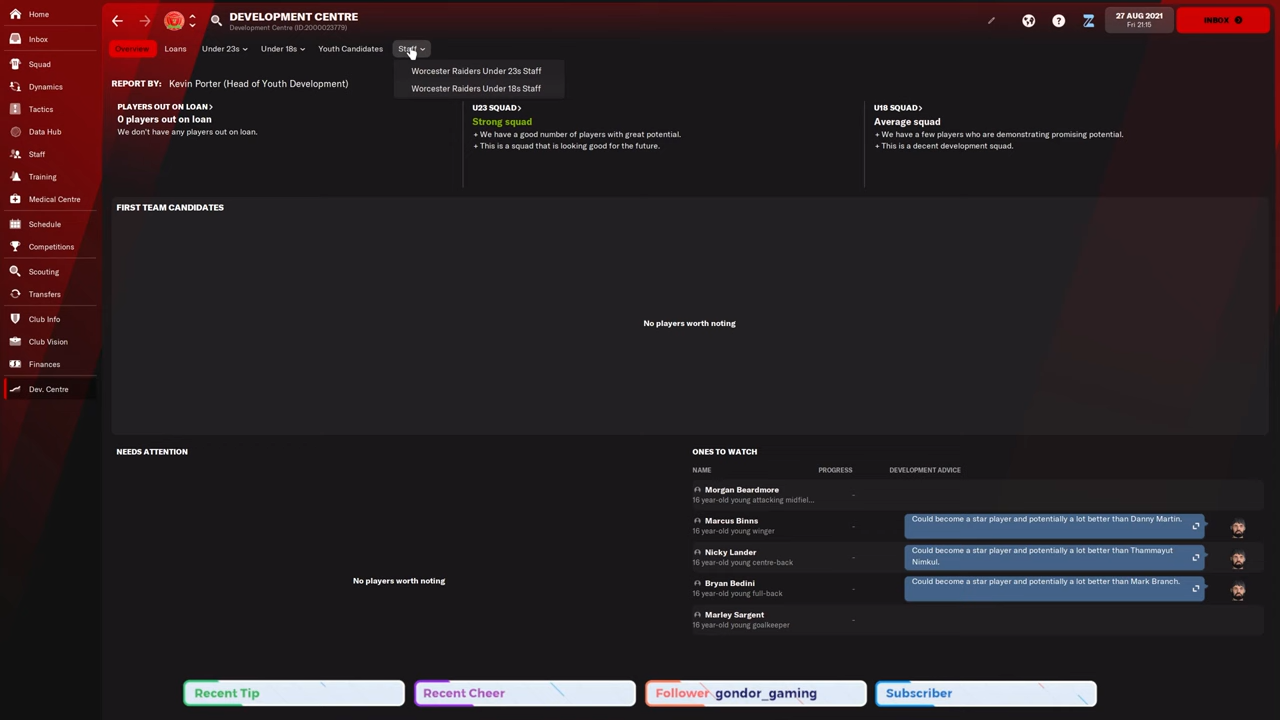 Home
Inbox
Squad
Dynamics
Tactics
Data Hub
Staff
Training
Medical Centre
Schedule
Competitions
Scouting
Transfers
Club Info
Club Vision
Finances
Dev. Centre
DEVELOPMENT CENTRE
Development Centre (ID:2000023779)
27 AUG 2021
Fri 21:15
INBOX
Overview
Loans
Under 23s
Under 18s
Youth Candidates
Staff
Worcester Raiders Under 23s Staff
Worcester Raiders Under 18s Staff
REPORT BY: Kevin Porter (Head of Youth Development)
PLAYERS OUT ON LOAN >
0 players out on loan
We don't have any players out on loan.
U23 SQUAD >
Strong squad
+ We have a good number of players with great potential.
+ This is a squad that is looking good for the future.
U18 SQUAD >
Average squad
+ We have a few players who are demonstrating promising potential.
+ This is a decent development squad.
FIRST TEAM CANDIDATES
No players worth noting
NEEDS ATTENTION
No players worth noting
ONES TO WATCH
NAME PROGRESS DEVELOPMENT ADVICE
Morgan Beardmore
16 year-old young attacking midfiel... -
Marcus Binns
16 year-old young winger -
Could become a star player and potentially a lot better than Danny Martin.
Nicky Lander
16 year-old young centre-back -
Could become a star player and potentially a lot better than Thammayut
Nimkul.
Bryan Bedini
16 year-old young full-back -
Could become a star player and potentially a lot better than Mark Branch.
Marley Sargent
16 year-old young goalkeeper -
Recent Tip
Recent Cheer
Follower gondor_gaming
Subscriber